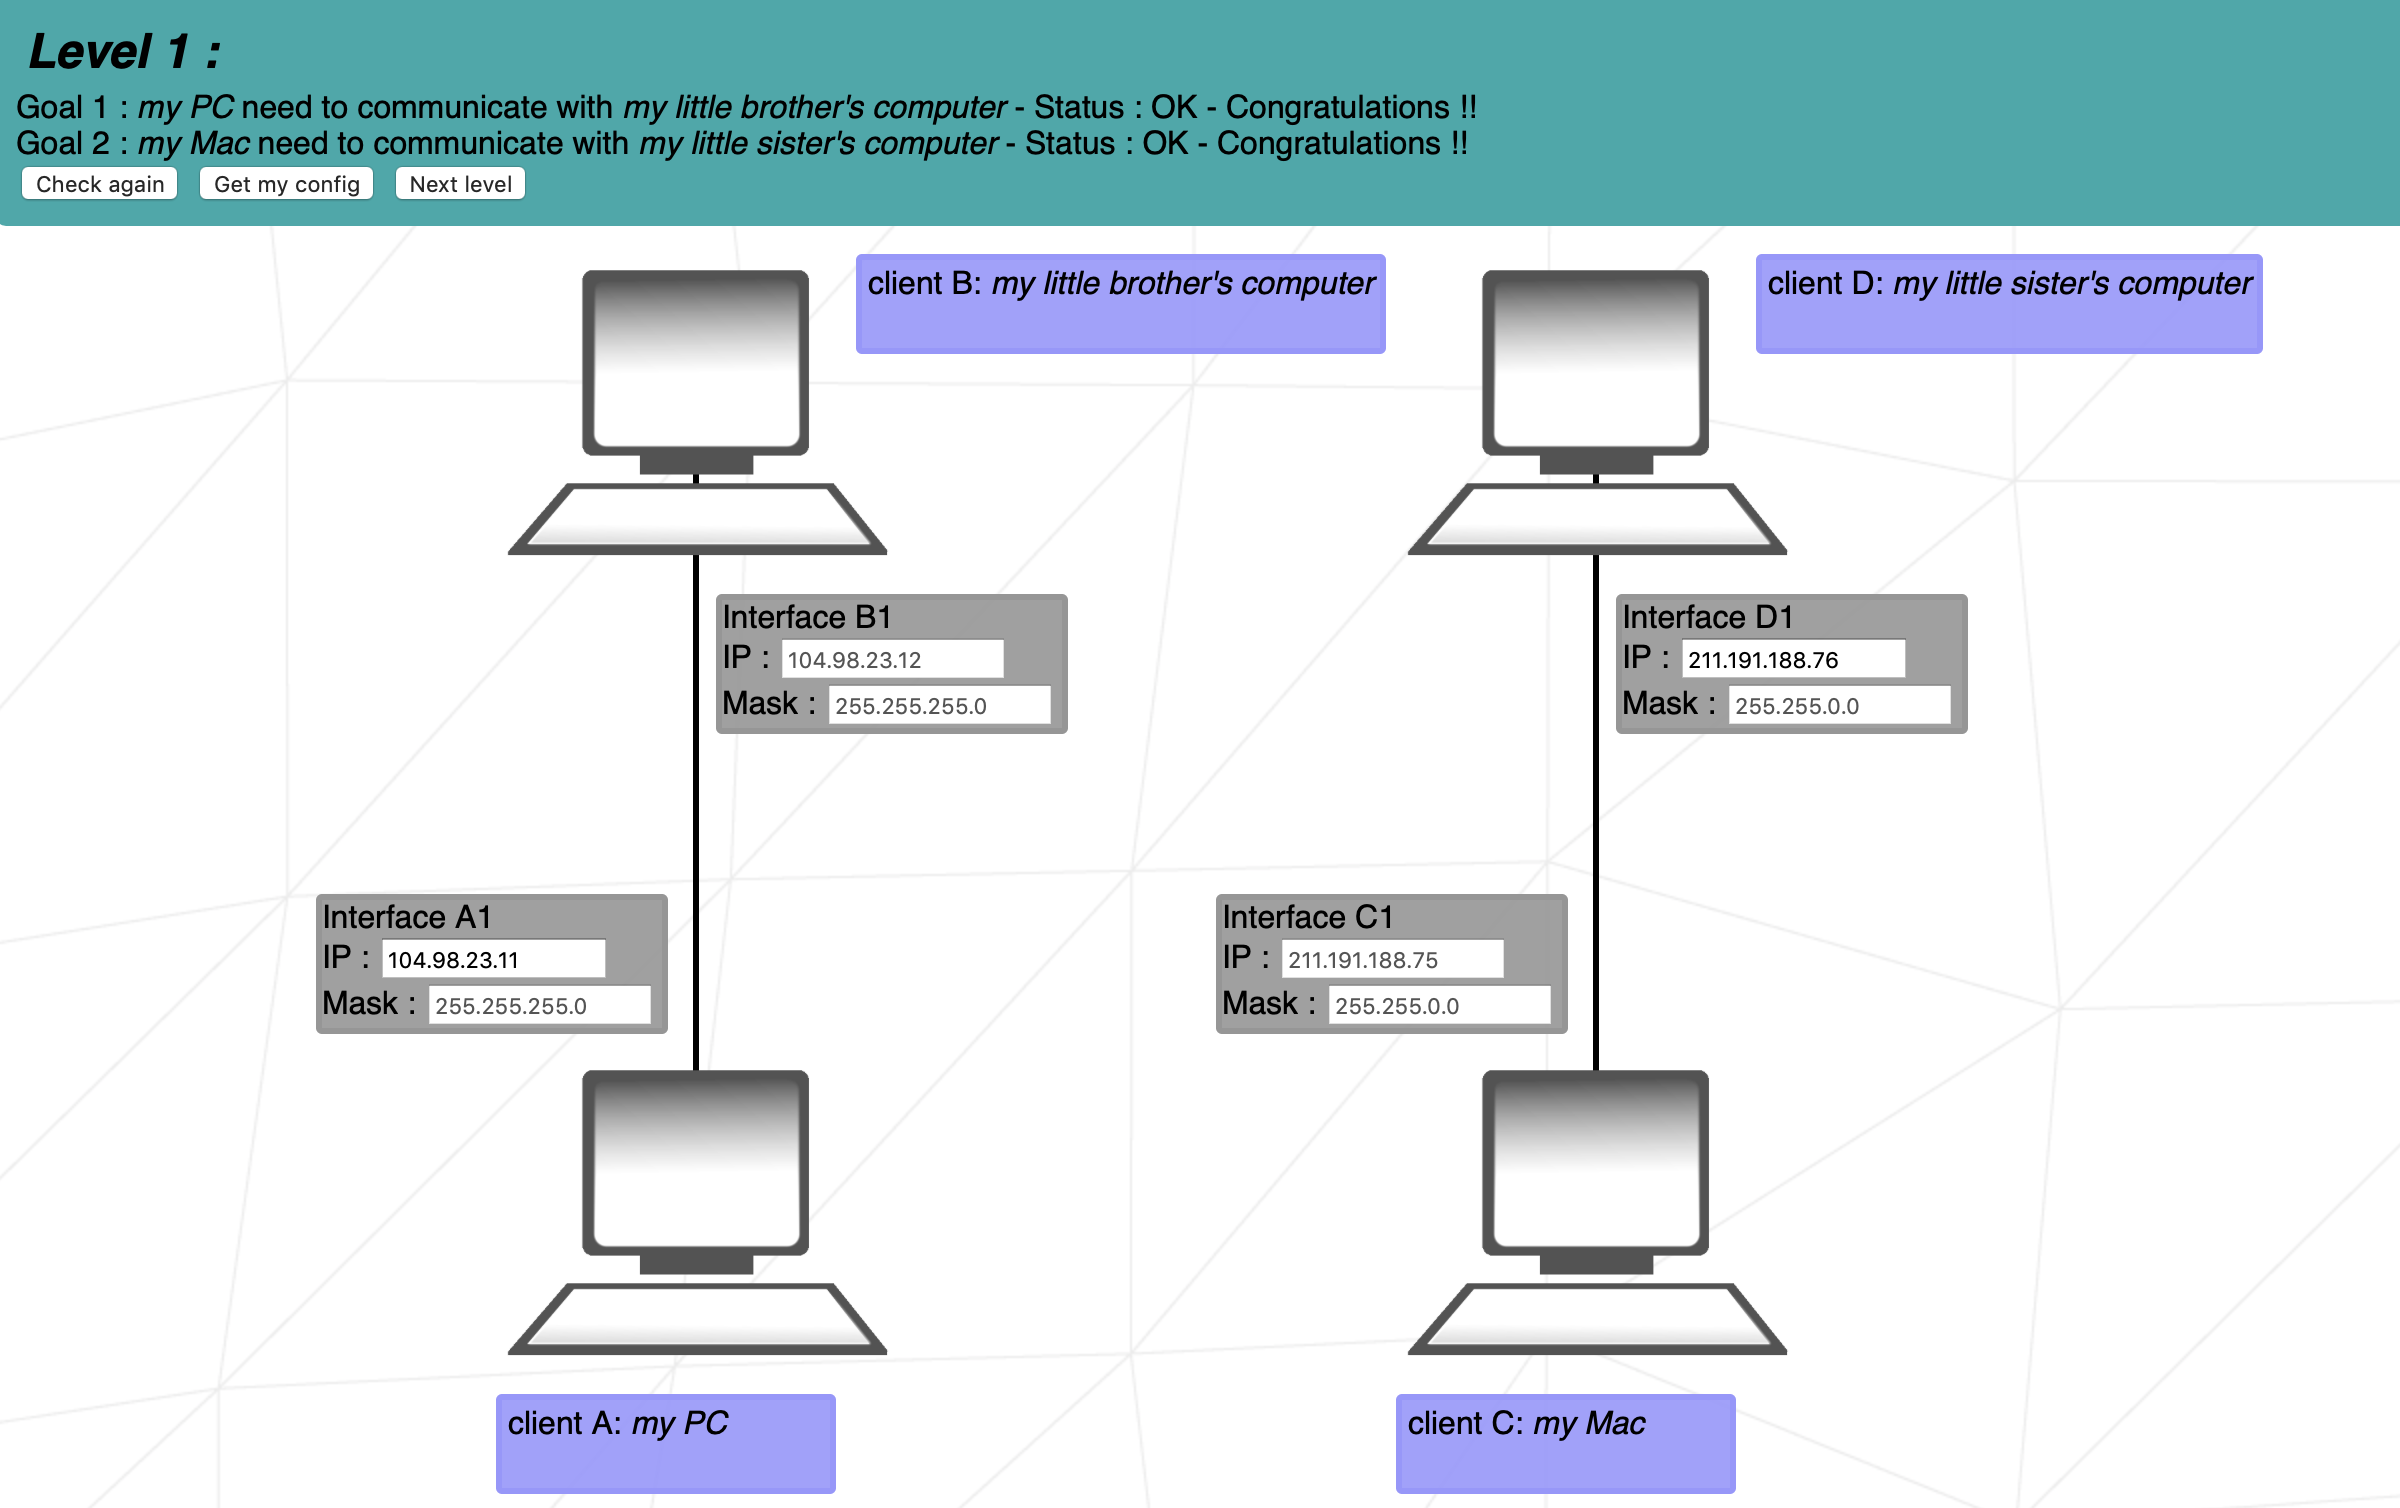 Level 1 :
Goal 1 : my PC need to communicate with my little brother's computer - Status : OK - Congratulations !!
Goal 2 : my Mac need to communicate with my little sister's computer - Status : OK - Congratulations !!
Check again Get my config Next level
client B: my little brother's computer
client D: my little sister's computer
Interface B1
IP : 104.98.23.12
Mask : 255.255.255.0
Interface D1
IP : 211.191.188.76
Mask : 255.255.0.0
Interface A1
IP : 104.98.23.11
Mask : 255.255.255.0
Interface C1
IP : 211.191.188.75
Mask : 255.255.0.0
client A: my PC
client C: my Mac